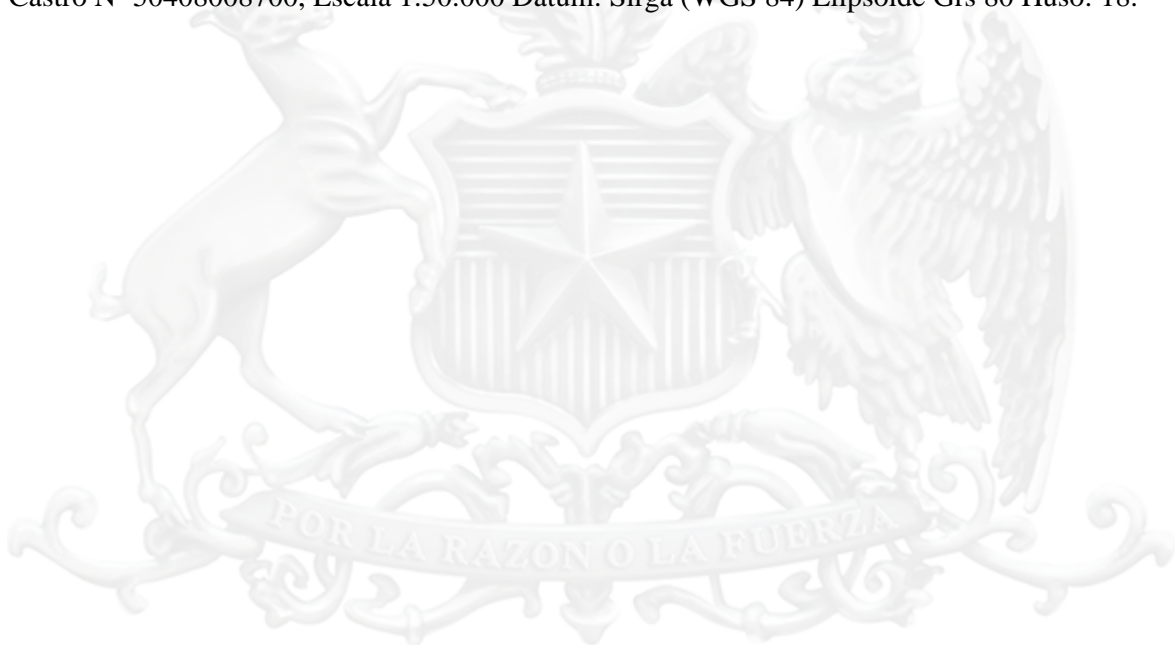 Castro N° 50408008700, Escala 1:50.000 Datum: Sirga (WGS 84) Elipsoide Grs 80 Huso: 18.
POR LA RAZON O LA FUERZA